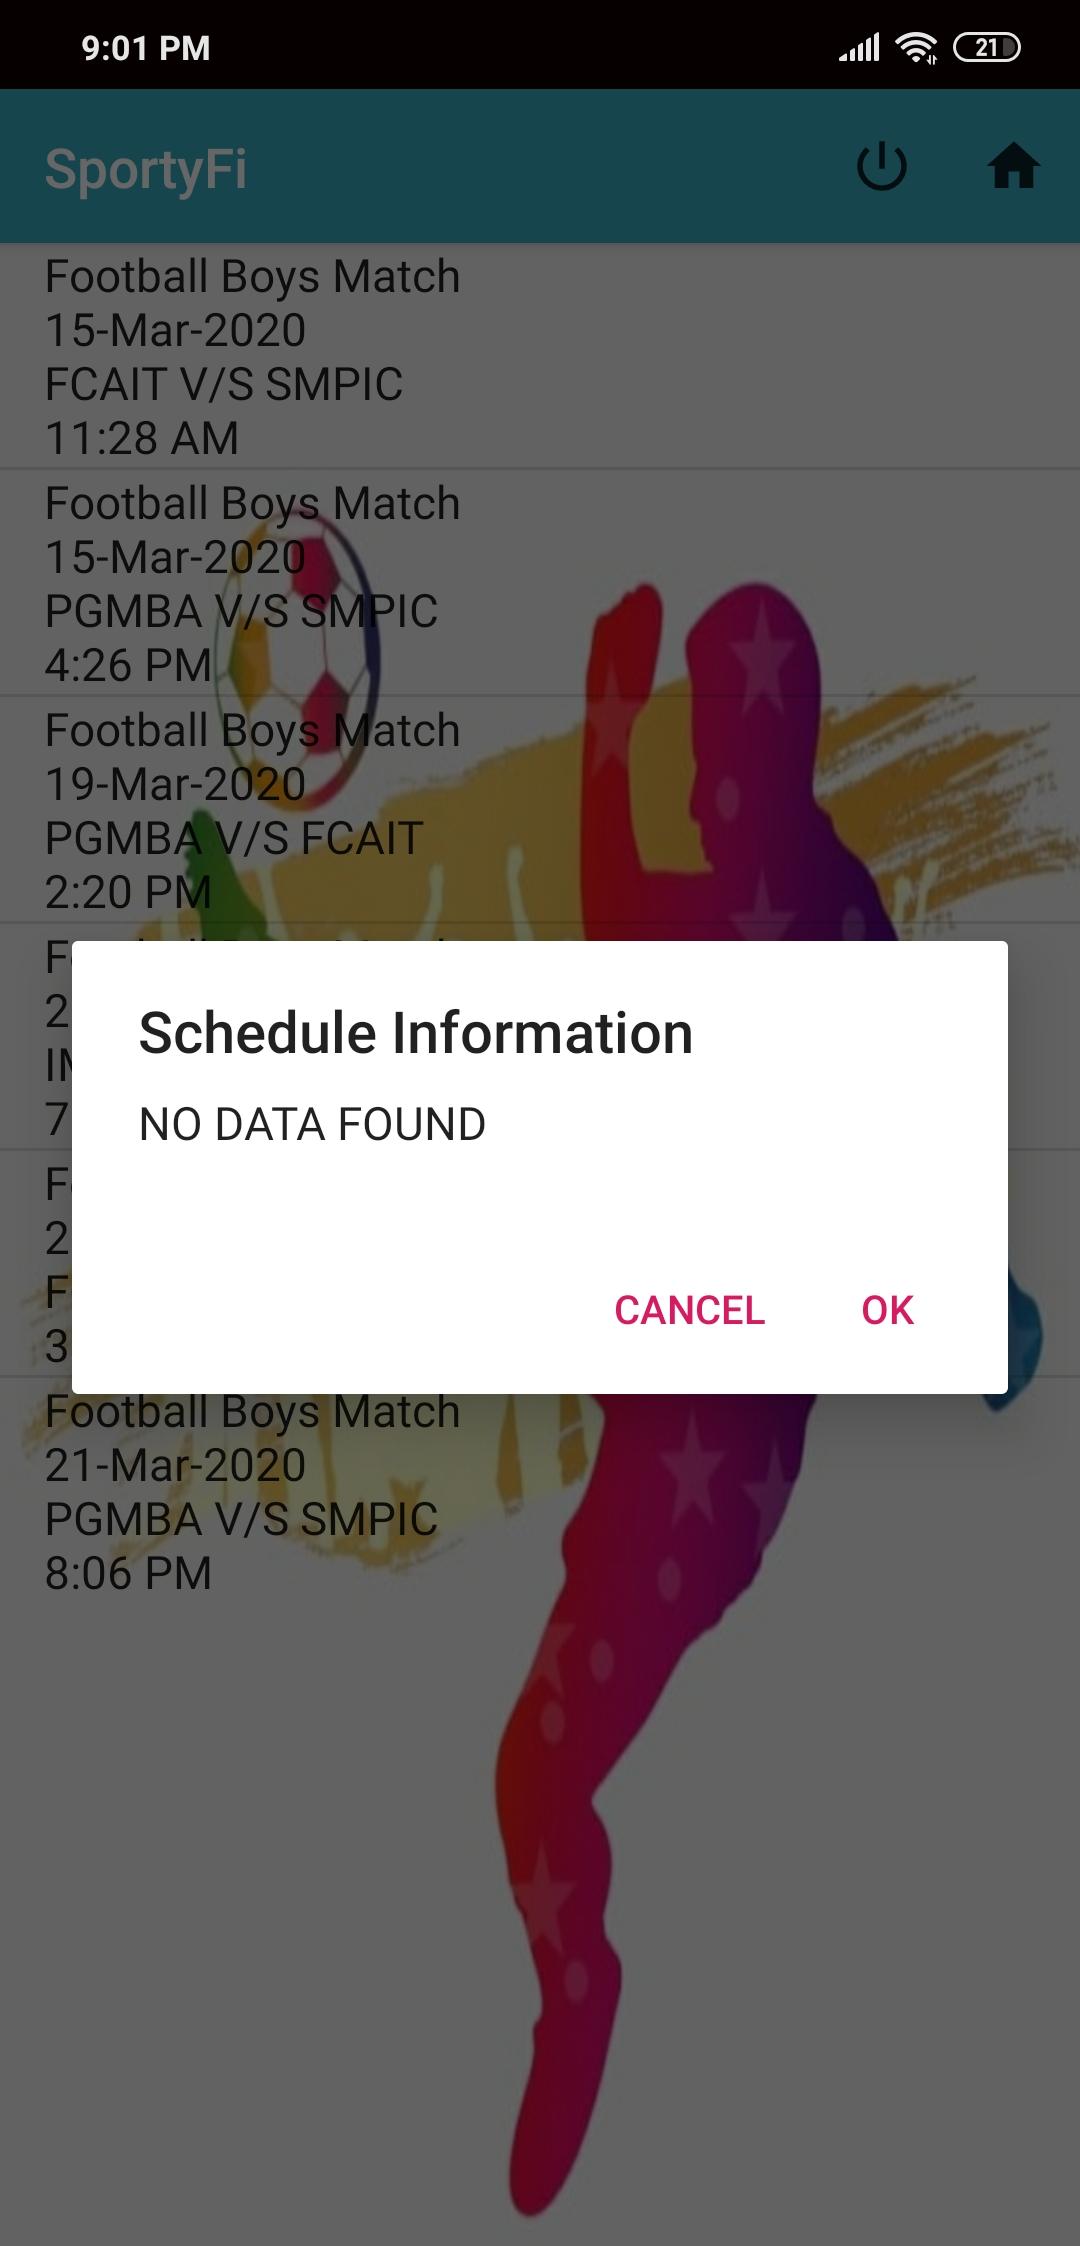 9:01 PM
21
SportyFi
Football Boys Match
15-Mar-2020
FCAIT V/S SMPIC
11:28 AM
Football Boys Match
15-Mar-2020
PGMBA V/S SMPIC
4:26 PM
Football Boys Match
19-Mar-2020
PGMBA V/S FCAIT
2:20 PM
Schedule Information
NO DATA FOUND
CANCEL OK
Football Boys Match
21-Mar-2020
PGMBA V/S SMPIC
8:06 PM